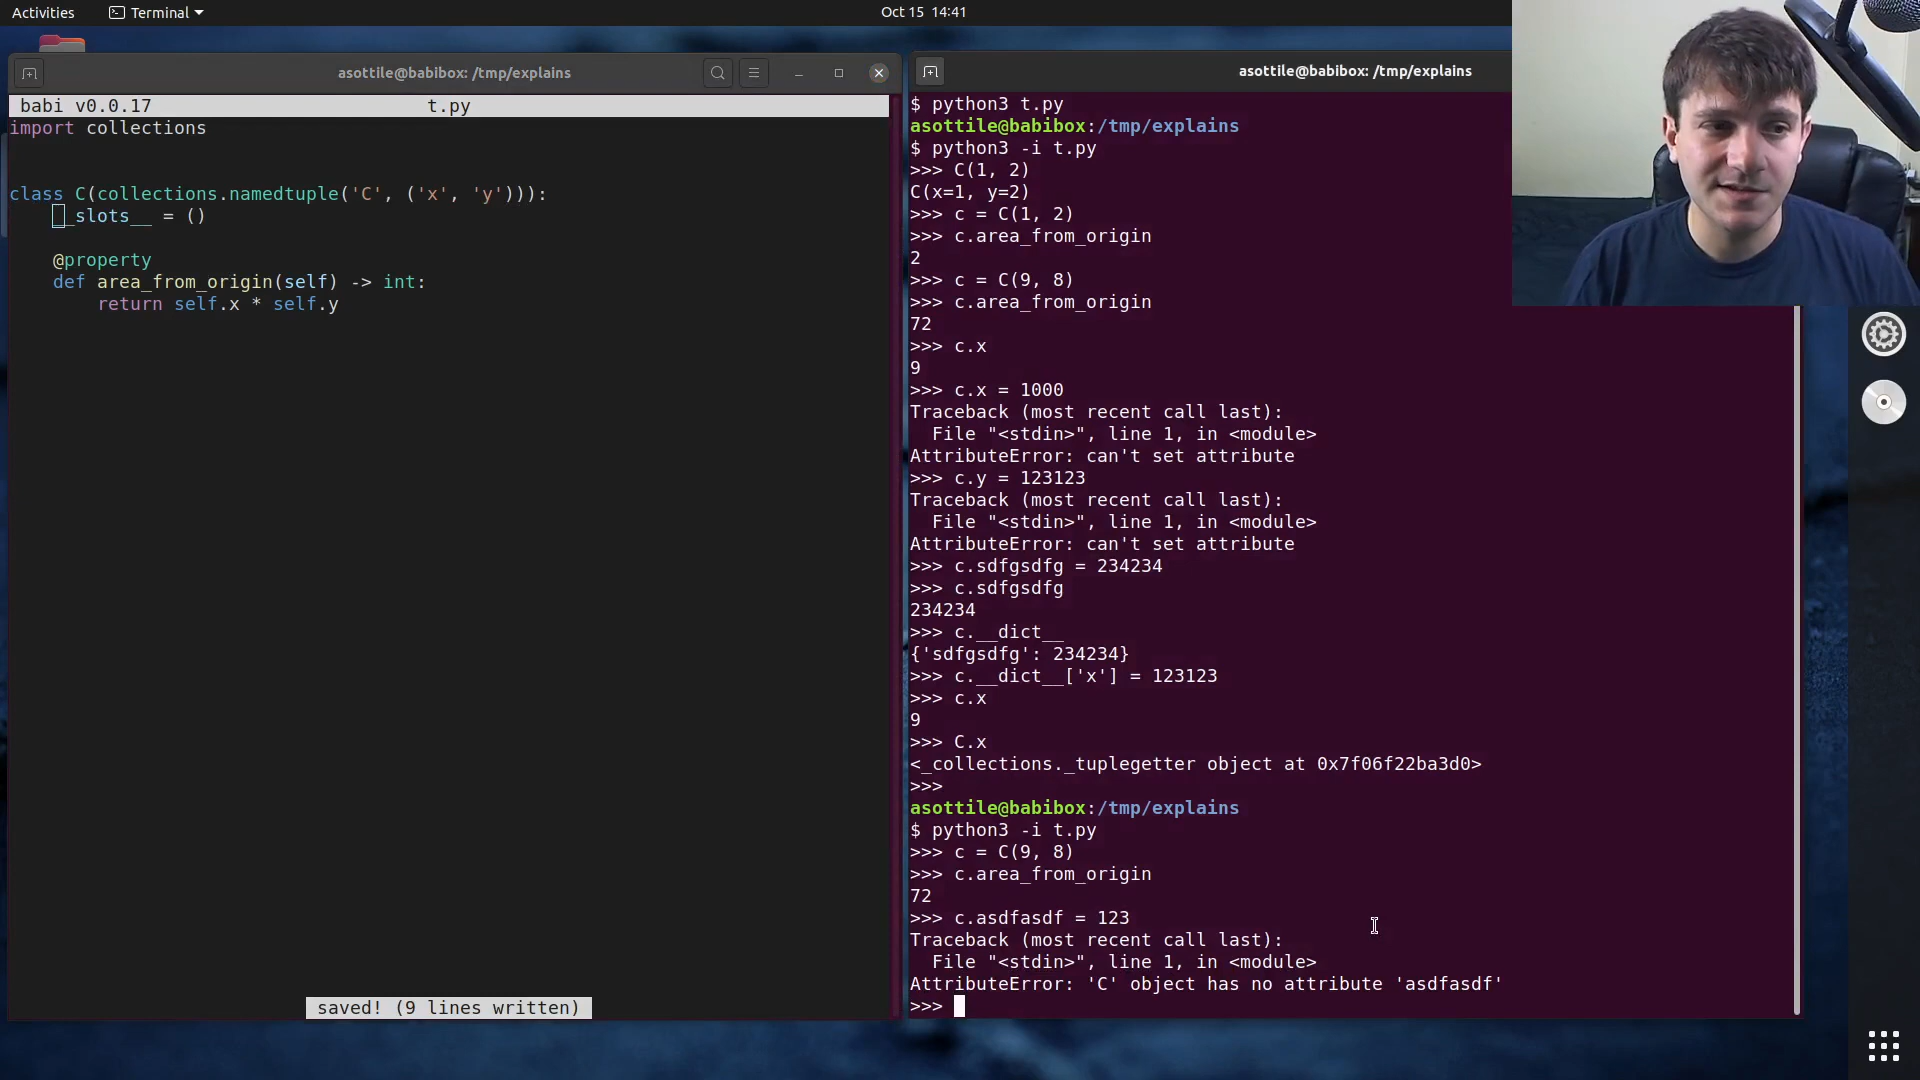 Activities
Terminal
Oct 15 14:41
asottile@babibox: /tmp/explains
babi v0.0.17 t.py
import collections
class C(collections.namedtuple('C', ('x', 'y'))):
    __slots__ = ()
    @property
    def area_from_origin(self) -> int:
        return self.x * self.y
saved! (9 lines written)
asottile@babibox: /tmp/explains
$ python3 t.py
asottile@babibox:/tmp/explains
$ python3 -i t.py
>>> C(1, 2)
C(x=1, y=2)
>>> c = C(1, 2)
>>> c.area_from_origin
2
>>> c = C(9, 8)
>>> c.area_from_origin
72
>>> c.x
9
>>> c.x = 1000
Traceback (most recent call last):
  File "<stdin>", line 1, in <module>
AttributeError: can't set attribute
>>> c.y = 123123
Traceback (most recent call last):
  File "<stdin>", line 1, in <module>
AttributeError: can't set attribute
>>> c.sdfgsdfg = 234234
>>> c.sdfgsdfg
234234
>>> c.__dict__
{'sdfgsdfg': 234234}
>>> c.__dict__['x'] = 123123
>>> c.x
9
>>> C.x
<_collections._tuplegetter object at 0x7f06f22ba3d0>
>>>
asottile@babibox:/tmp/explains
$ python3 -i t.py
>>> c = C(9, 8)
>>> c.area_from_origin
72
>>> c.asdfasdf = 123
Traceback (most recent call last):
  File "<stdin>", line 1, in <module>
AttributeError: 'C' object has no attribute 'asdfasdf'
>>>